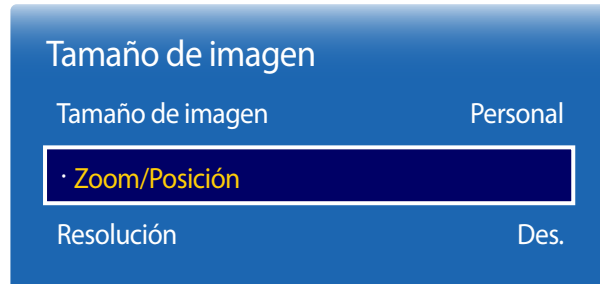 Tamaño de imagen
Tamaño de imagen Personal
· Zoom/Posición
Resolución Des.